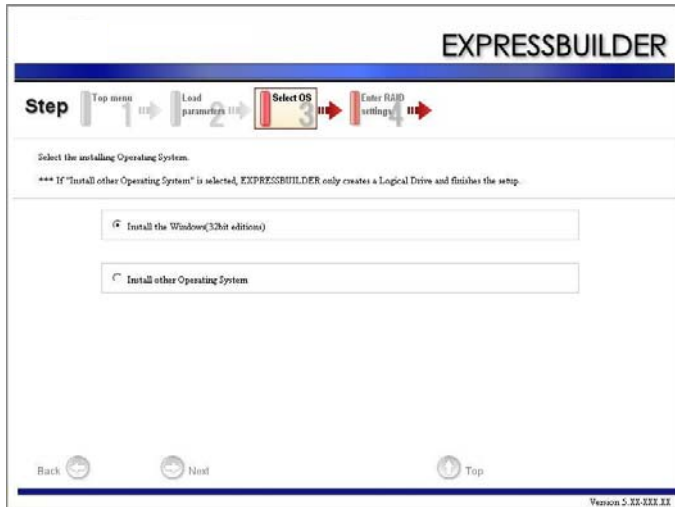 EXPRESSBUILDER
Step Top menu 1 Load parameters 2 Select OS 3 Enter RAID settings 4
Select the installing Operating System.
*** If "Install other Operating System" is selected, EXPRESSBUILDER only creates a Logical Drive and finishes the setup.
Install the Windows(32bit editions)
Install other Operating System
Back Next Top
Version 5.XX-XXX.XX